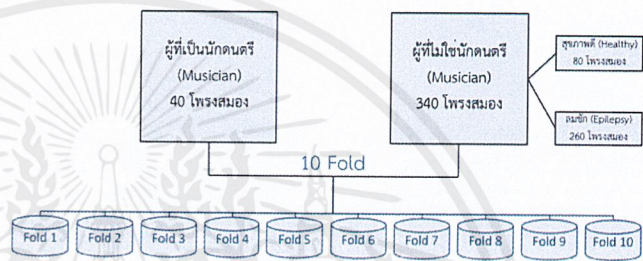 ผู้ที่เป็นนักดนตรี
(Musician)
40 โพรงสมอง
ผู้ที่ไม่ใช่นักดนตรี
(Musician)
340 โพรงสมอง
สุขภาพดี (Healthy)
80 โพรงสมอง
ลมชัก (Epilepsy)
260 โพรงสมอง
10 Fold
Fold 1 Fold 2 Fold 3 Fold 4 Fold 5 Fold 6 Fold 7 Fold 8 Fold 9 Fold 10